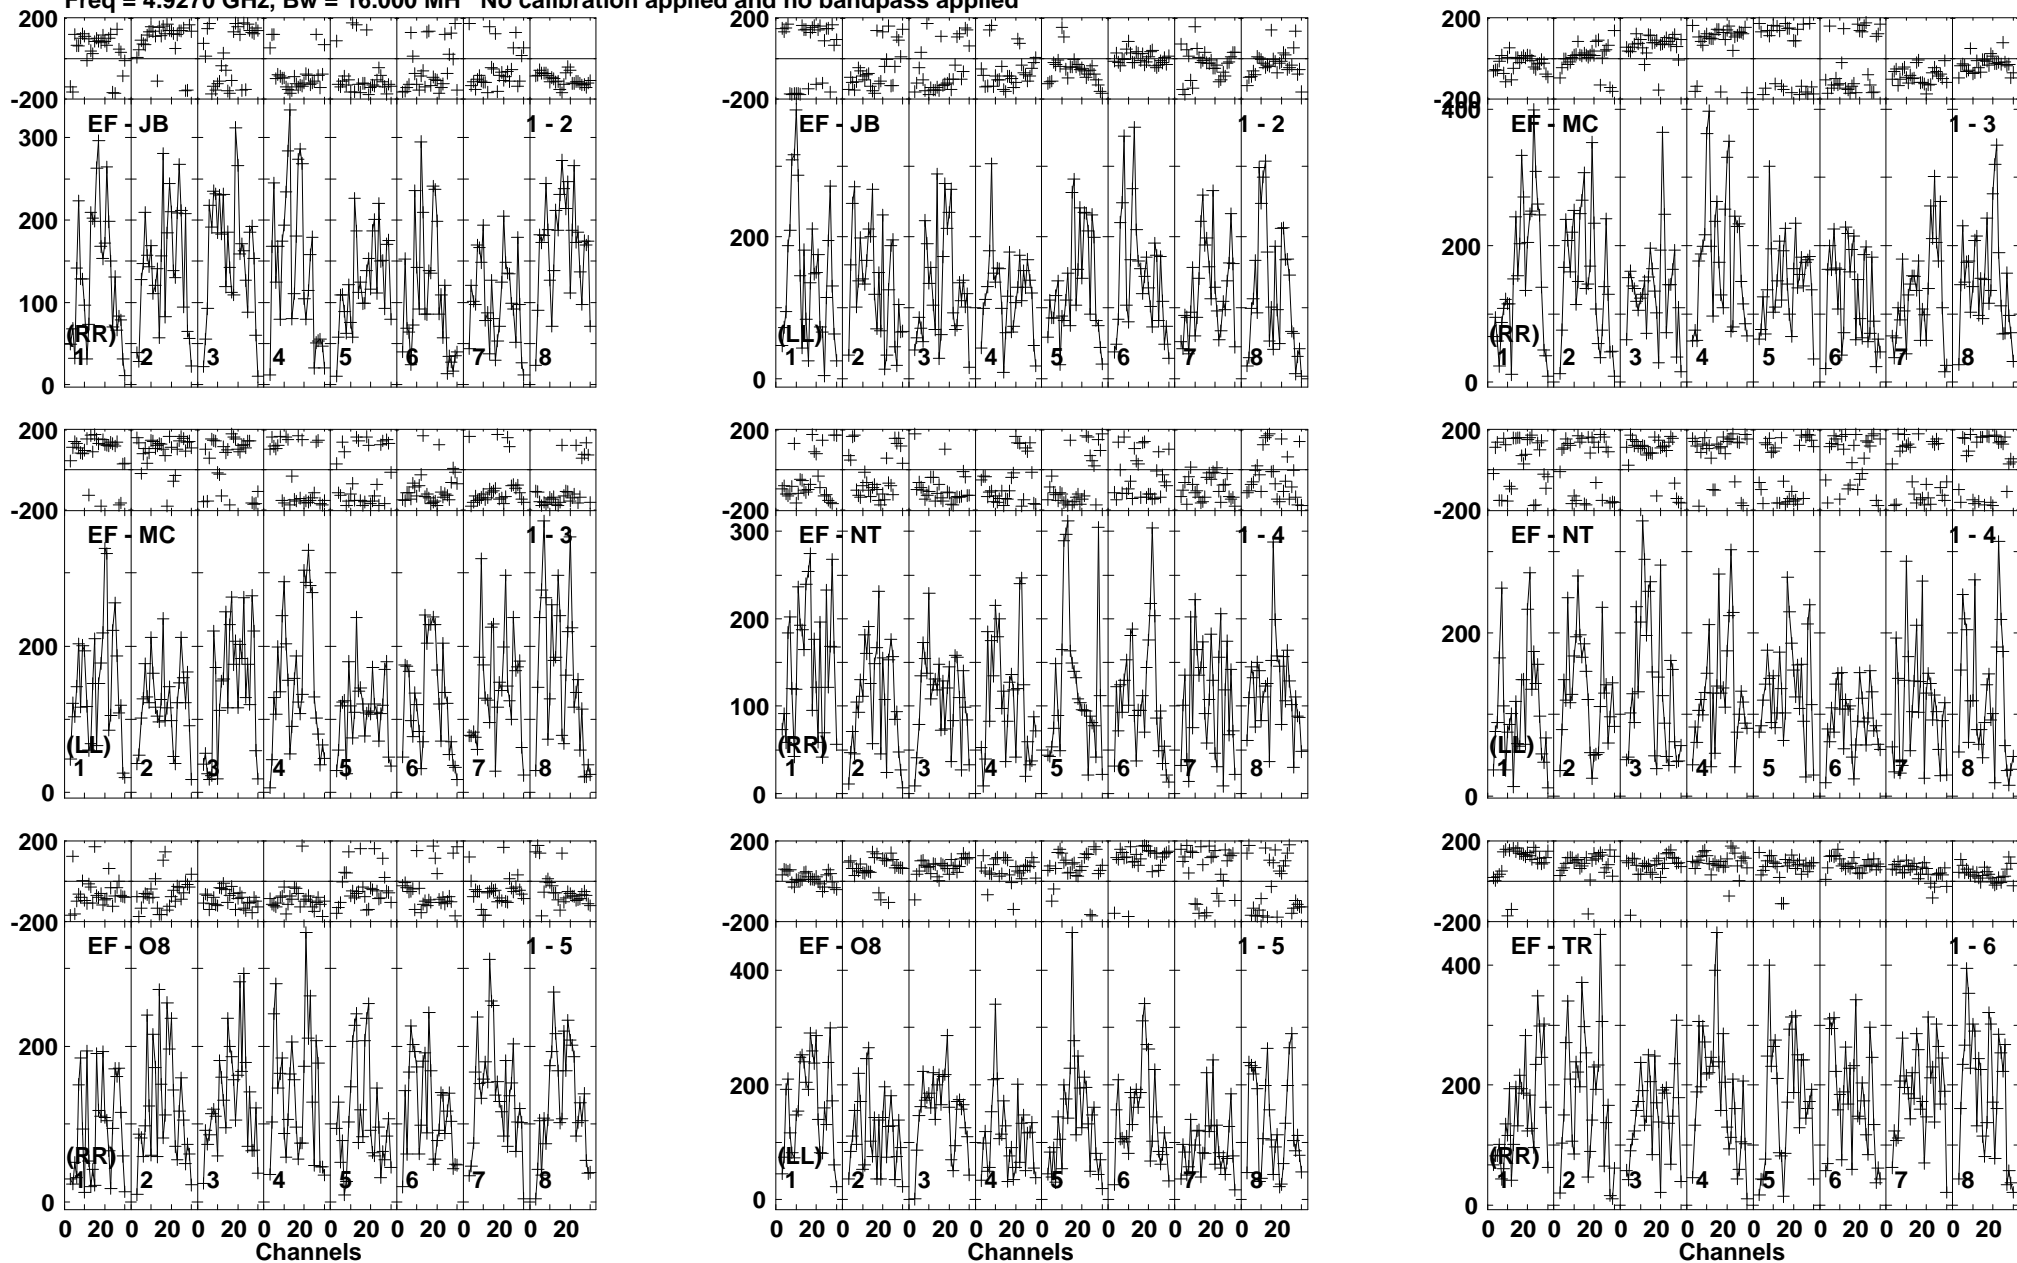 Freq = 4.9270 GHz, Bw = 16.000 MH No calibration applied and no bandpass applied
200 200 200
-200 -200 -200
EF - JB 1 - 2 EF - JB 1 - 2 EF - MC 1 - 3
300 400
200 200 200
100
(RR) (LL) (RR)
1 2 3 4 5 6 7 8 1 2 3 4 5 6 7 8 1 2 3 4 5 6 7 8
0 0 0
200 200 200
-200 -200 -200
EF - MC 1 - 3 EF - NT 1 - 4 EF - NT 1 - 4
300
200 200 200
100
(LL) (RR) (LL)
1 2 3 4 5 6 7 8 1 2 3 4 5 6 7 8 1 2 3 4 5 6 7 8
0 0 0
200 200 200
-200 -200 -200
EF - O8 1 - 5 EF - O8 1 - 5 EF - TR 1 - 6
400 400
200 200 200
(RR) (LL) (RR)
1 2 3 4 5 6 7 8 1 2 3 4 5 6 7 8 1 2 3 4 5 6 7 8
0 0 0
0 20 0 20 0 20 0 20 0 20 0 20 0 20 0 20 0 20 0 20 0 20 0 20 0 20 0 20 0 20 0 20 0 20 0 20 0 20 0 20 0 20 0 20 0 20 0 20
Channels Channels Channels